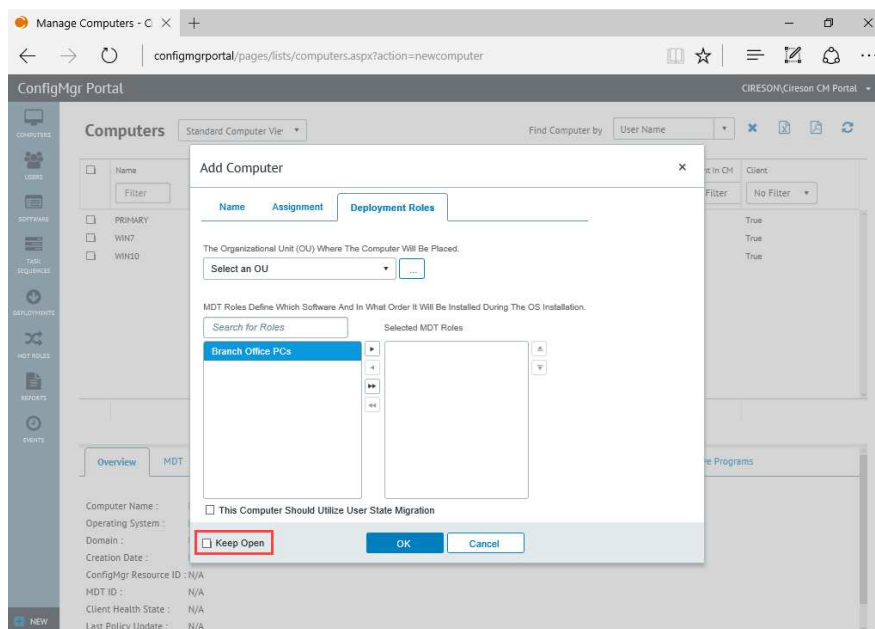 Manage Computers - C
configmgrportal/pages/lists/computers.aspx?action=newcomputer
ConfigMgr Portal
CIRESON\Cireson CM Portal
COMPUTERS
USERS
SOFTWARE
TASK SEQUENCES
DEPLOYMENTS
MDT ROLES
REPORTS
EVENTS
NEW
Computers
Standard Computer Vie
Find Computer by
User Name
Name
nt In CM
Client
Filter
Filter
No Filter
PRIMARY
True
WIN7
True
WIN10
True
Add Computer
Name
Assignment
Deployment Roles
The Organizational Unit (OU) Where The Computer Will Be Placed.
Select an OU
...
MDT Roles Define Which Software And In What Order It Will Be Installed During The OS Installation.
Search for Roles
Selected MDT Roles
Branch Office PCs
This Computer Should Utilize User State Migration
Keep Open
OK
Cancel
Overview
MDT
ve Programs
Computer Name :
Operating System :
Domain :
Creation Date :
ConfigMgr Resource ID : N/A
MDT ID : N/A
Client Health State : N/A
Last Policy Update : N/A